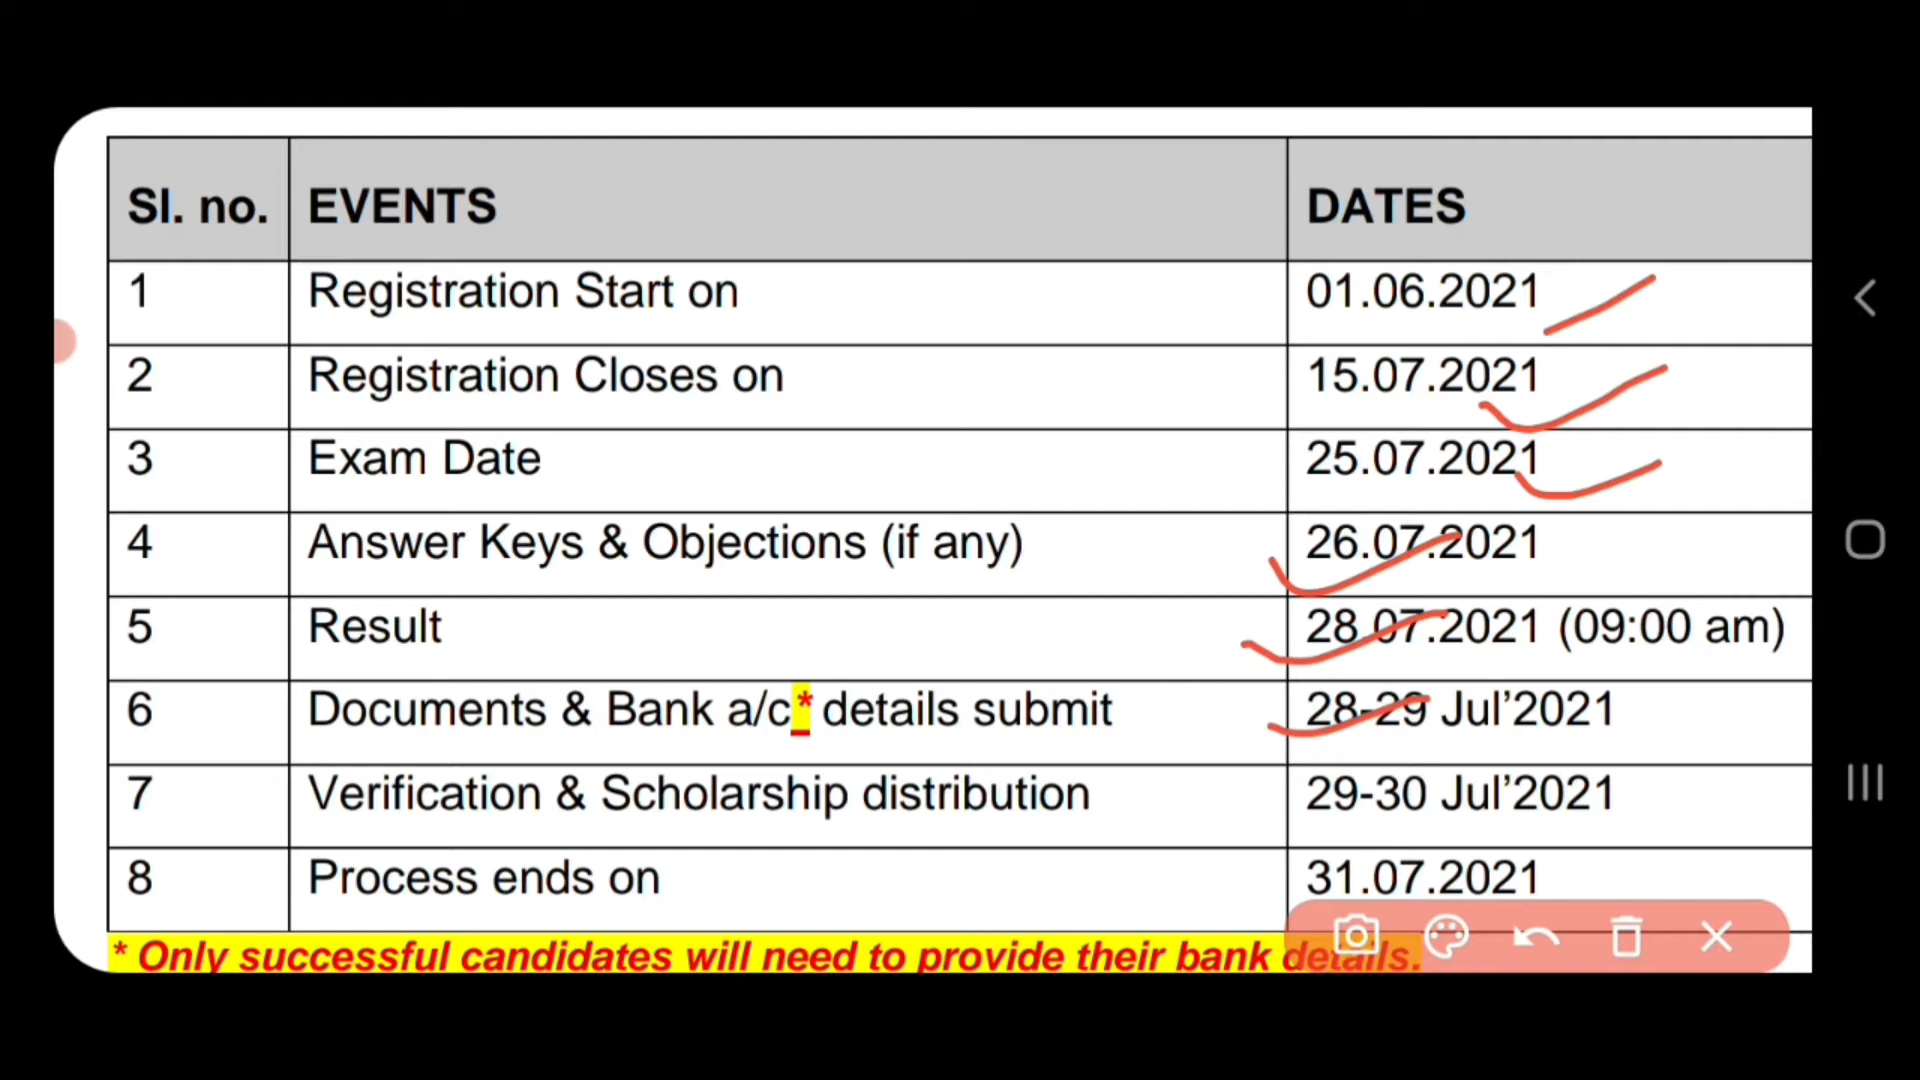 Sl. no. EVENTS DATES
1 Registration Start on 01.06.2021
2 Registration Closes on 15.07.2021
3 Exam Date 25.07.2021
4 Answer Keys & Objections (if any) 26.07.2021
5 Result 28.07.2021 (09:00 am)
6 Documents & Bank a/c* details submit 28-29 Jul’2021
7 Verification & Scholarship distribution 29-30 Jul’2021
8 Process ends on 31.07.2021
* Only successful candidates will need to provide their bank details.